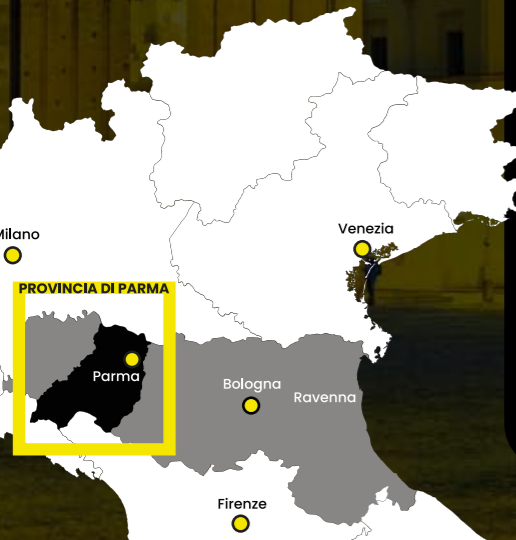 Milano
Venezia
PROVINCIA DI PARMA
Parma
Bologna
Ravenna
Firenze